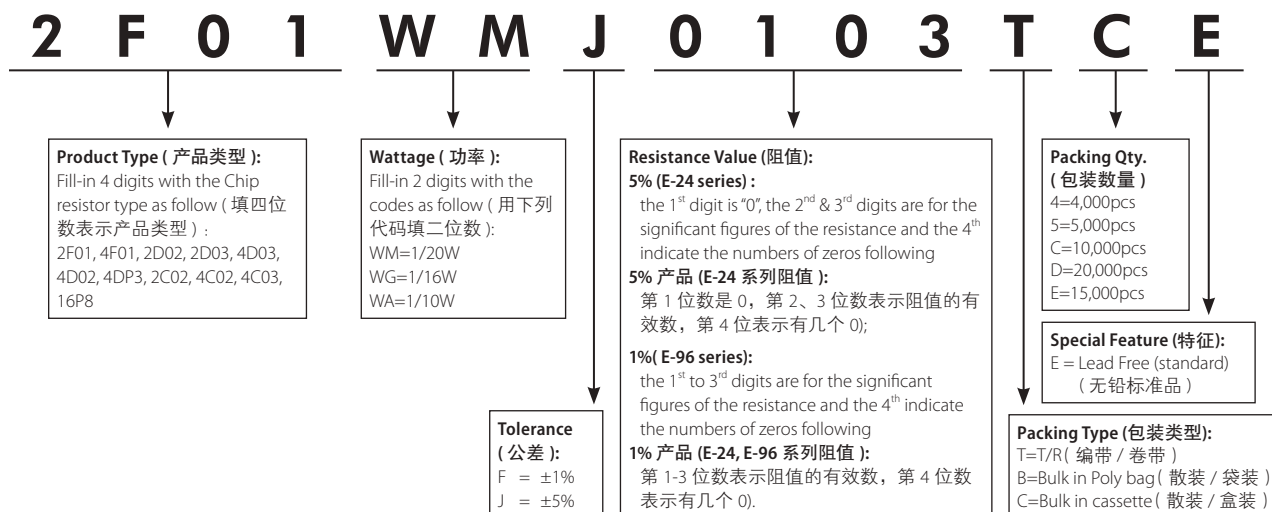 2 F 0 1 W M J 0 1 0 3 T C E
Product Type ( 产品类型 ):
Fill-in 4 digits with the Chip
resistor type as follow ( 填四位
数表示产品类型 ) :
2F01, 4F01, 2D02, 2D03, 4D03,
4D02, 4DP3, 2C02, 4C02, 4C03,
16P8
Wattage ( 功率 ):
Fill-in 2 digits with the
codes as follow ( 用下列
代码填二位数 ):
WM=1/20W
WG=1/16W
WA=1/10W
Tolerance
( 公差 ):
F = ±1%
J = ±5%
Resistance Value (阻值):
5% (E-24 series) :
the 1st digit is “0”, the 2nd & 3rd digits are for the
significant figures of the resistance and the 4th
indicate the numbers of zeros following
5% 产品 (E-24 系列阻值 ):
第 1 位数是 0，第 2、3 位数表示阻值的有
效数，第 4 位表示有几个 0);
1%( E-96 series):
the 1st to 3rd digits are for the significant
figures of the resistance and the 4th indicate
the numbers of zeros following
1% 产品 (E-24, E-96 系列阻值 ):
第 1-3 位数表示阻值的有效数，第 4 位数
表示有几个 0).
Packing Qty.
( 包装数量 )
4=4,000pcs
5=5,000pcs
C=10,000pcs
D=20,000pcs
E=15,000pcs
Special Feature (特征):
E = Lead Free (standard)
( 无铅标准品 )
Packing Type (包装类型):
T=T/R( 编带 / 卷带 )
B=Bulk in Poly bag( 散装 / 袋装 )
C=Bulk in cassette( 散装 / 盒装 )